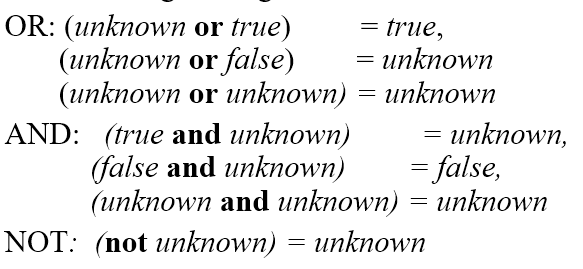 OR: (unknown or true) = true,
(unknown or false) = unknown
(unknown or unknown) = unknown
AND: (true and unknown) = unknown,
(false and unknown) = false,
(unknown and unknown) = unknown
NOT: (not unknown) = unknown